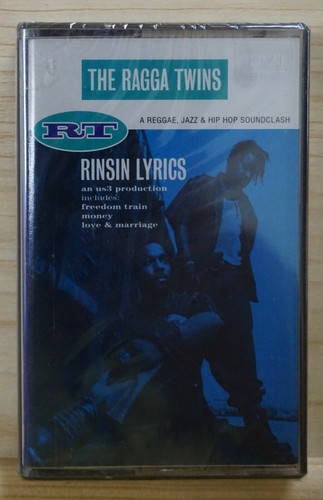 THE RAGGA TWINS
A REGGAE, JAZZ & HIP HOP SOUNDCLASH
RT
RINSIN LYRICS
an us3 production
includes:
freedom train
money
love & marriage